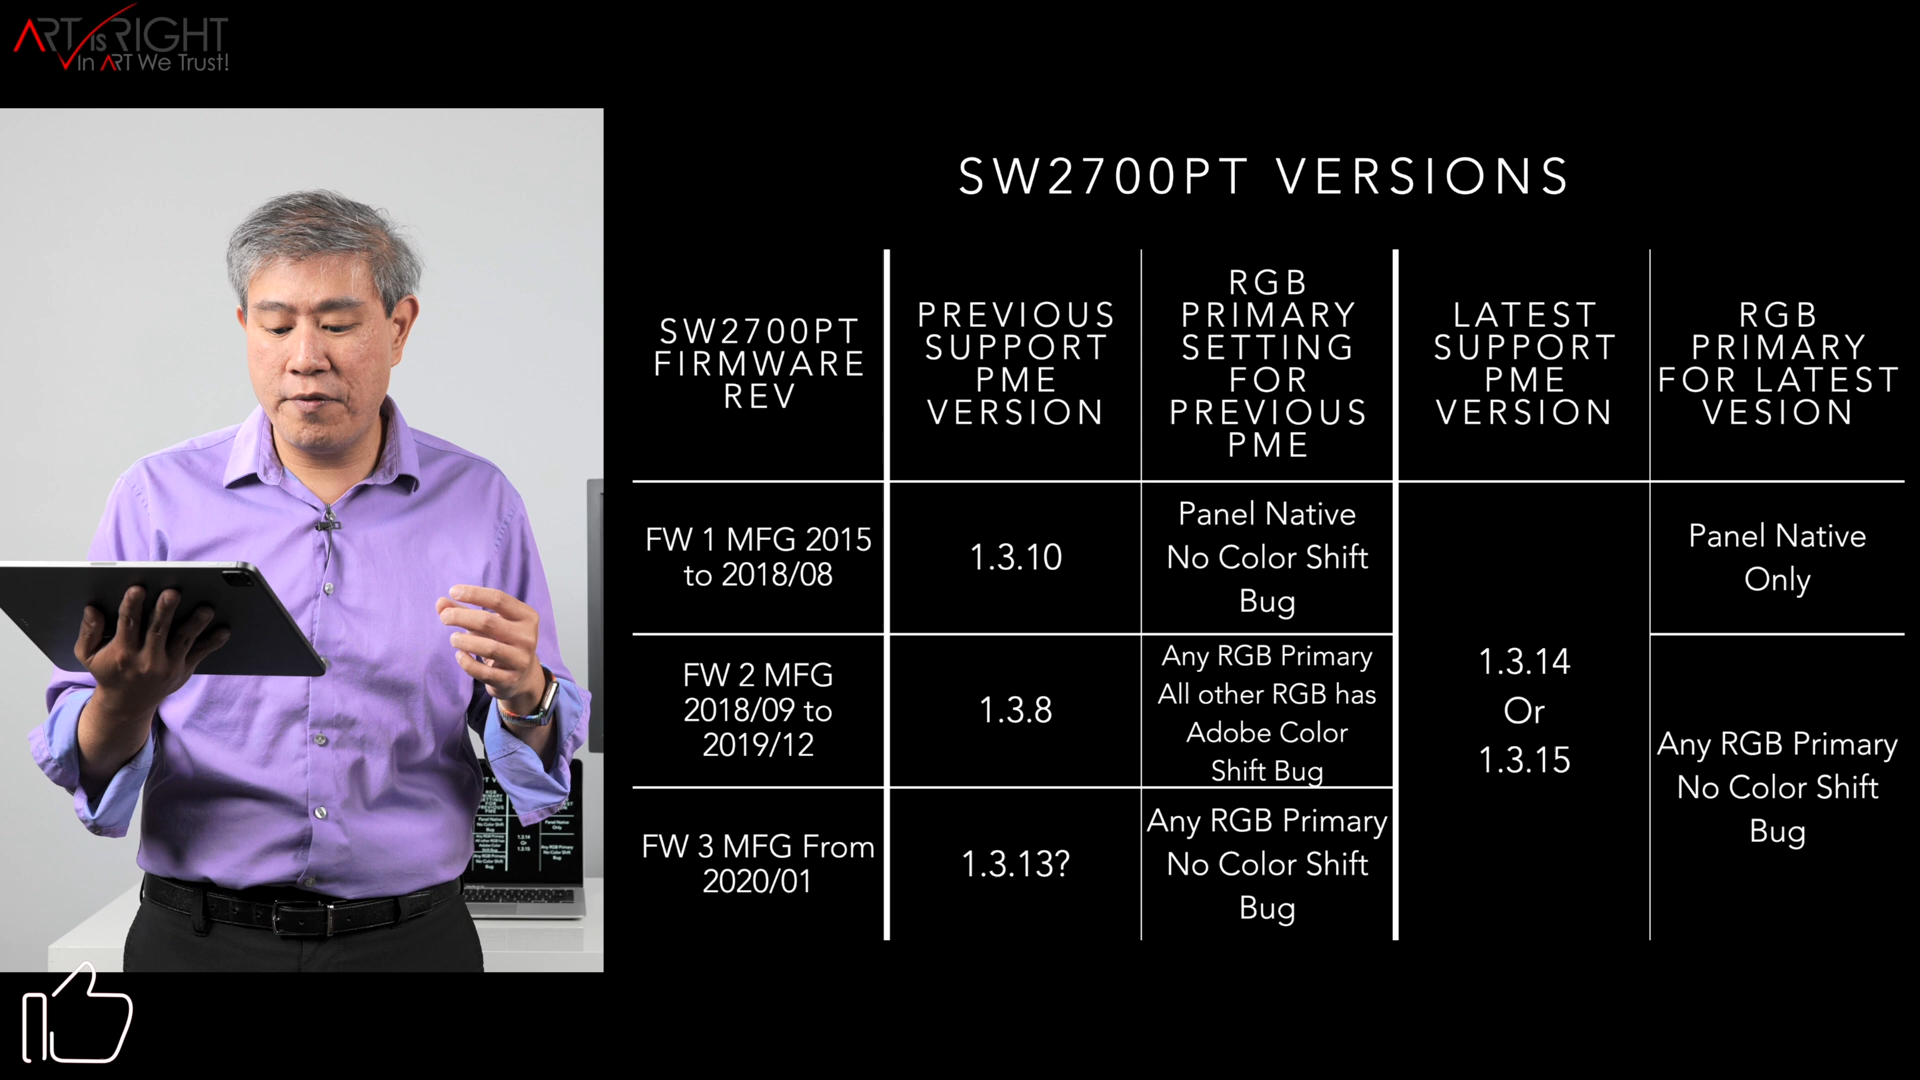 ART is RIGHT
In ART We Trust!
SW2700PT VERSIONS
SW2700PT
FIRMWARE
REV
PREVIOUS
SUPPORT
PME
VERSION
RGB
PRIMARY
SETTING
FOR
PREVIOUS
PME
LATEST
SUPPORT
PME
VERSION
RGB
PRIMARY
FOR LATEST
VESION
FW 1 MFG 2015
to 2018/08
1.3.10
Panel Native
No Color Shift
Bug
Panel Native
Only
FW 2 MFG
2018/09 to
2019/12
1.3.8
Any RGB Primary
All other RGB has
Adobe Color
Shift Bug
1.3.14
Or
1.3.15
Any RGB Primary
No Color Shift
Bug
FW 3 MFG From
2020/01
1.3.13?
Any RGB Primary
No Color Shift
Bug